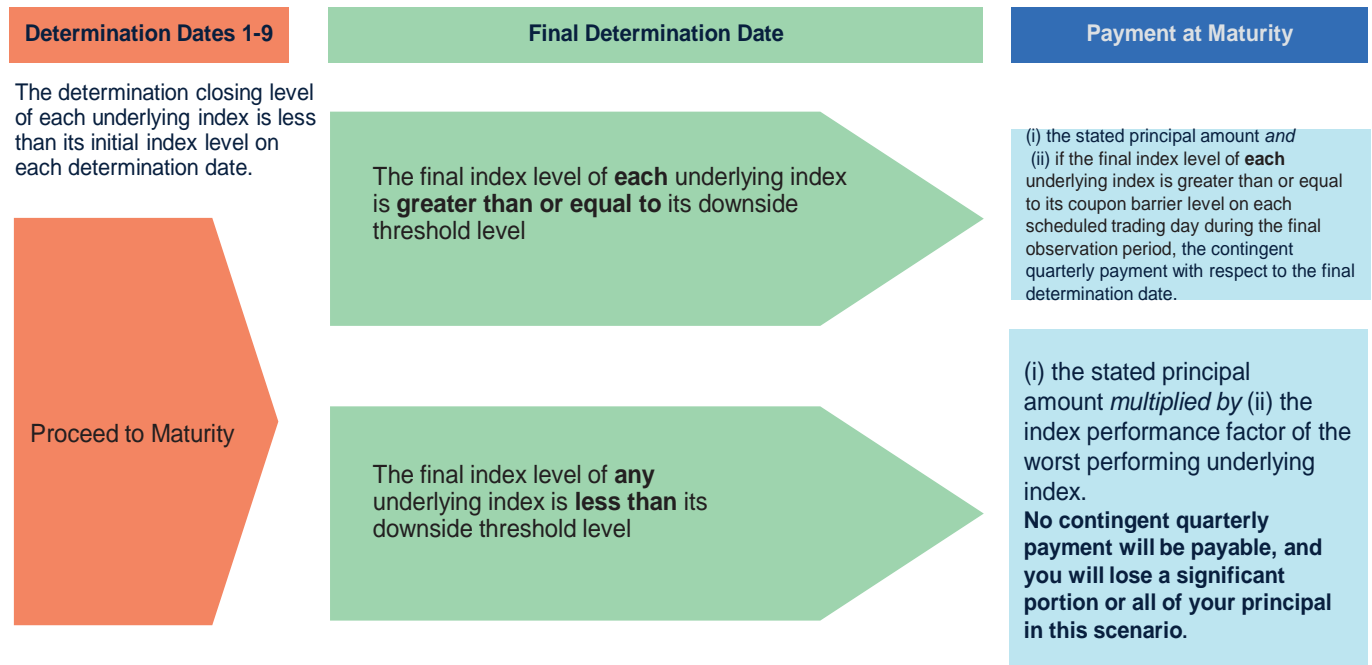 Determination Dates 1-9
Final Determination Date
Payment at Maturity
The determination closing level
of each underlying index is less
than its initial index level on
each determination date.
Proceed to Maturity
The final index level of each underlying index
is greater than or equal to its downside
threshold level
(i) the stated principal amount and
(ii) if the final index level of each
underlying index is greater than or equal
to its coupon barrier level on each
scheduled trading day during the final
observation period, the contingent
quarterly payment with respect to the final
determination date.
The final index level of any
underlying index is less than its
downside threshold level
(i) the stated principal
amount multiplied by (ii) the
index performance factor of the
worst performing underlying
index.
No contingent quarterly
payment will be payable, and
you will lose a significant
portion or all of your principal
in this scenario.